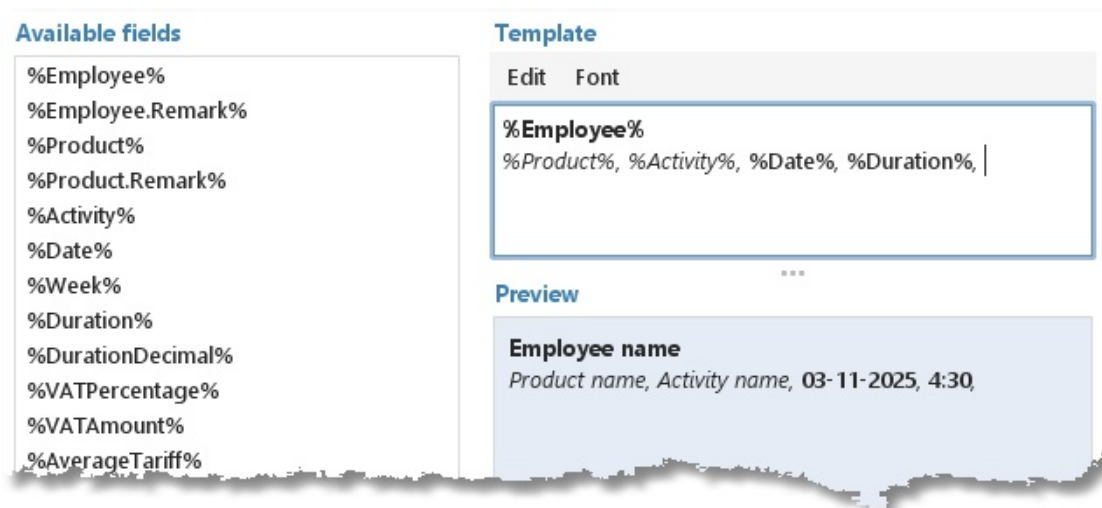 Available fields
%Employee%
%Employee.Remark%
%Product%
%Product.Remark%
%Activity%
%Date%
%Week%
%Duration%
%DurationDecimal%
%VATPercentage%
%VATAmount%
%AverageTariff%
Template
Edit Font
%Employee%
%Product%, %Activity%, %Date%, %Duration%,
Preview
Employee name
Product name, Activity name, 03-11-2025, 4:30,